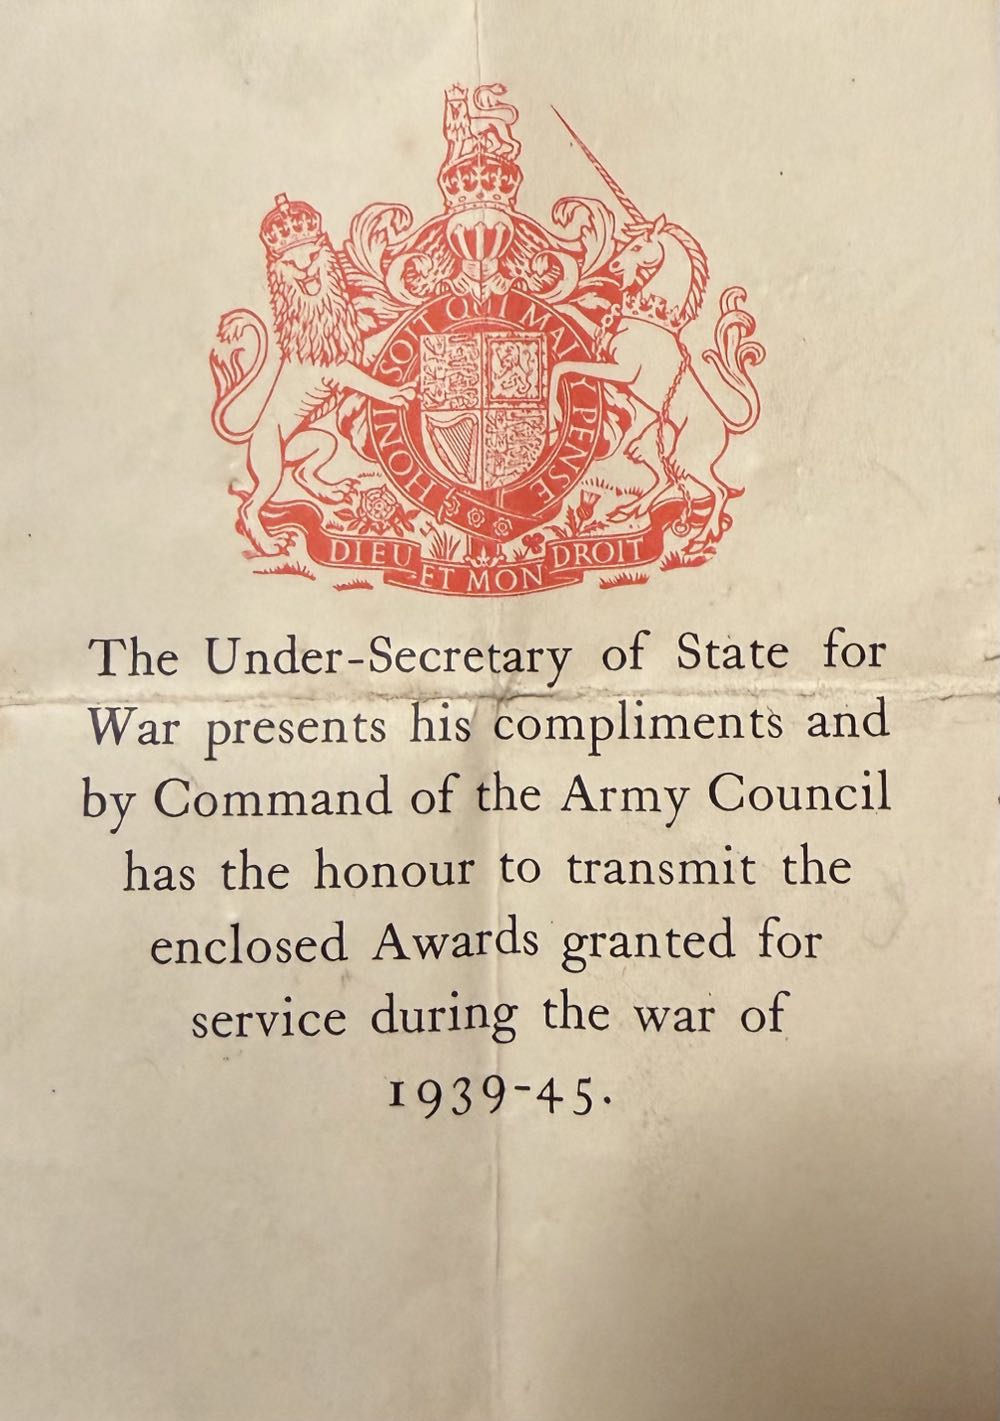 HONI SOIT QUI MAL Y PENSE
DIEU ET MON DROIT
The Under-Secretary of State for
War presents his compliments and
by Command of the Army Council
has the honour to transmit the
enclosed Awards granted for
service during the war of
1939-45.